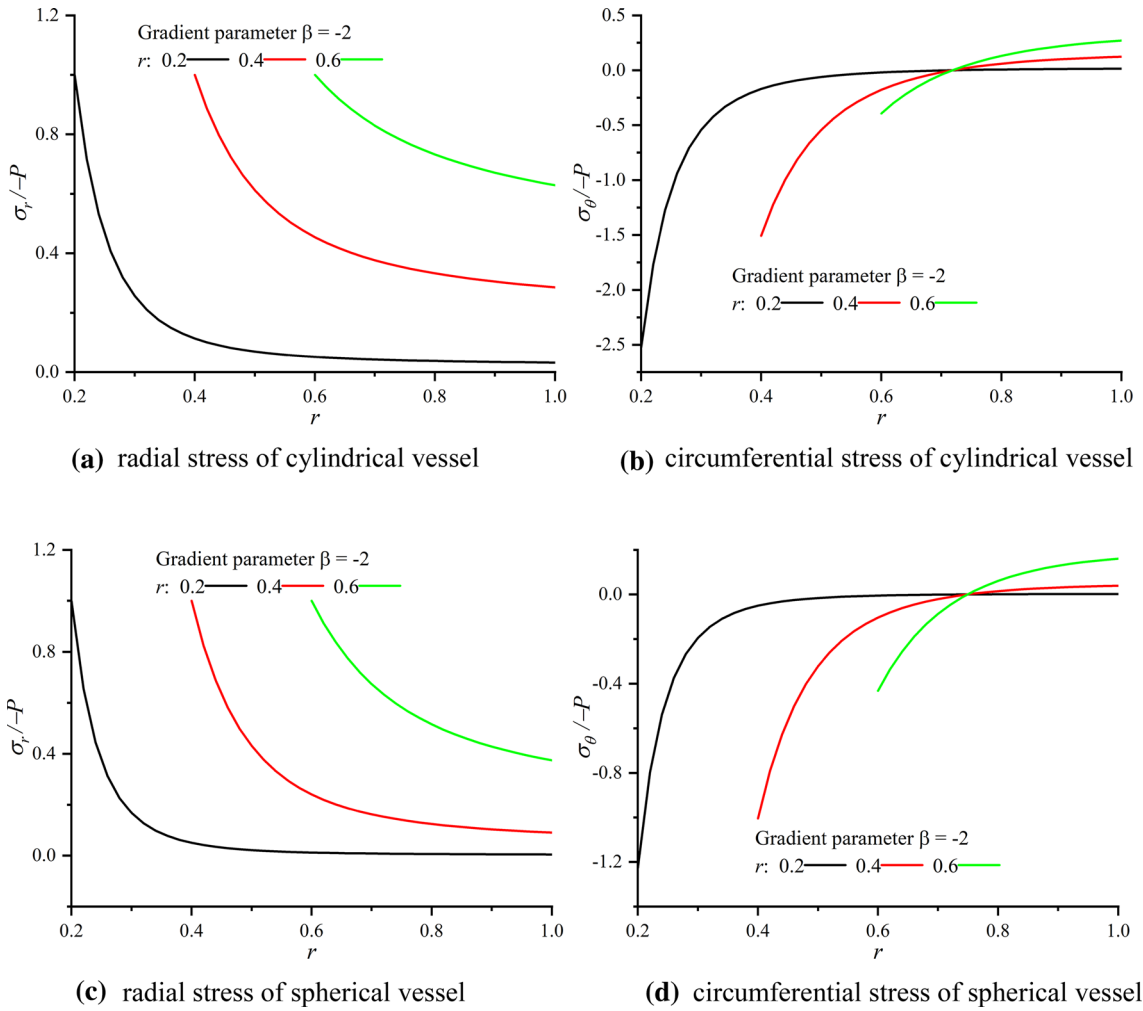 1.2
0.8
0.4
0.0
σr/−P
Gradient parameter β = -2
r: 0.2 0.4 0.6
0.2 0.4 0.6 0.8 1.0
r
(a) radial stress of cylindrical vessel
0.5
0.0
-0.5
-1.0
-1.5
-2.0
-2.5
σθ/−P
Gradient parameter β = -2
r: 0.2 0.4 0.6
0.2 0.4 0.6 0.8 1.0
r
(b) circumferential stress of cylindrical vessel
1.2
0.8
0.4
0.0
σr/−P
Gradient parameter β = -2
r: 0.2 0.4 0.6
0.2 0.4 0.6 0.8 1.0
r
(c) radial stress of spherical vessel
0.0
-0.4
-0.8
-1.2
σθ/−P
Gradient parameter β = -2
r: 0.2 0.4 0.6
0.2 0.4 0.6 0.8 1.0
r
(d) circumferential stress of spherical vessel